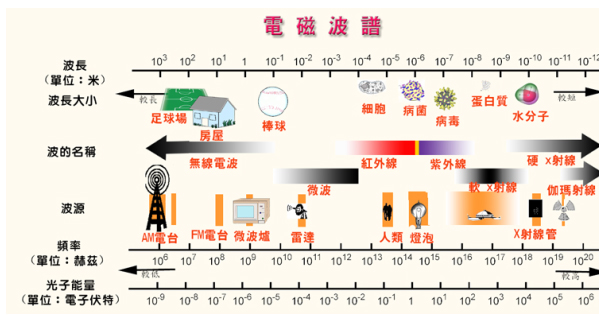 電磁波譜
波長
(單位：米)
10³ 10² 10¹ 1 10⁻¹ 10⁻² 10⁻³ 10⁻⁴ 10⁻⁵ 10⁻⁶ 10⁻⁷ 10⁻⁸ 10⁻⁹ 10⁻¹⁰ 10⁻¹¹ 10⁻¹²
波長大小
較長
足球場
房屋
棒球
細胞
病菌
病毒
蛋白質
水分子
較短
波的名稱
無線電波
紅外線
紫外線
硬 x射線
微波
軟 x射線
伽瑪射線
波源
AM電台
FM電台
微波爐
雷達
人類
燈泡
X射線管
頻率
(單位：赫茲)
10⁶ 10⁷ 10⁸ 10⁹ 10¹⁰ 10¹¹ 10¹² 10¹³ 10¹⁴ 10¹⁵ 10¹⁶ 10¹⁷ 10¹⁸ 10¹⁹ 10²⁰
較低
較高
光子能量
(單位：電子伏特)
10⁻⁹ 10⁻⁸ 10⁻⁷ 10⁻⁶ 10⁻⁵ 10⁻⁴ 10⁻³ 10⁻² 10⁻¹ 1 10¹ 10² 10³ 10⁴ 10⁵ 10⁶